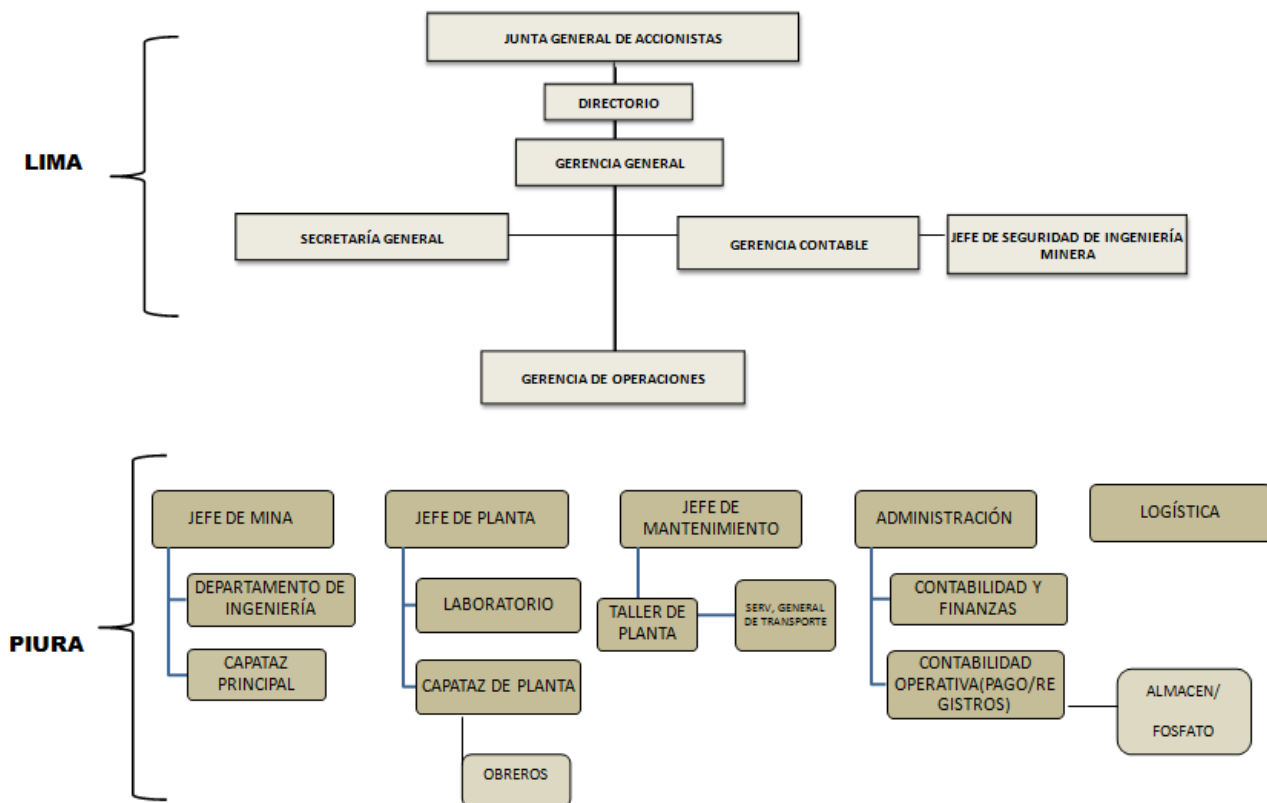 JUNTA GENERAL DE ACCIONISTAS
DIRECTORIO
LIMA
GERENCIA GENERAL
SECRETARÍA GENERAL
GERENCIA CONTABLE
JEFE DE SEGURIDAD DE INGENIERÍA
MINERA
GERENCIA DE OPERACIONES
PIURA
JEFE DE MINA
DEPARTAMENTO DE
INGENIERÍA
CAPATAZ
PRINCIPAL
JEFE DE PLANTA
LABORATORIO
CAPATAZ DE PLANTA
OBREROS
JEFE DE
MANTENIMIENTO
TALLER DE
PLANTA
SERV, GENERAL
DE TRANSPORTE
ADMINISTRACIÓN
CONTABILIDAD Y
FINANZAS
CONTABILIDAD
OPERATIVA(PAGO/RE
GISTROS)
ALMACEN/
FOSFATO
LOGÍSTICA